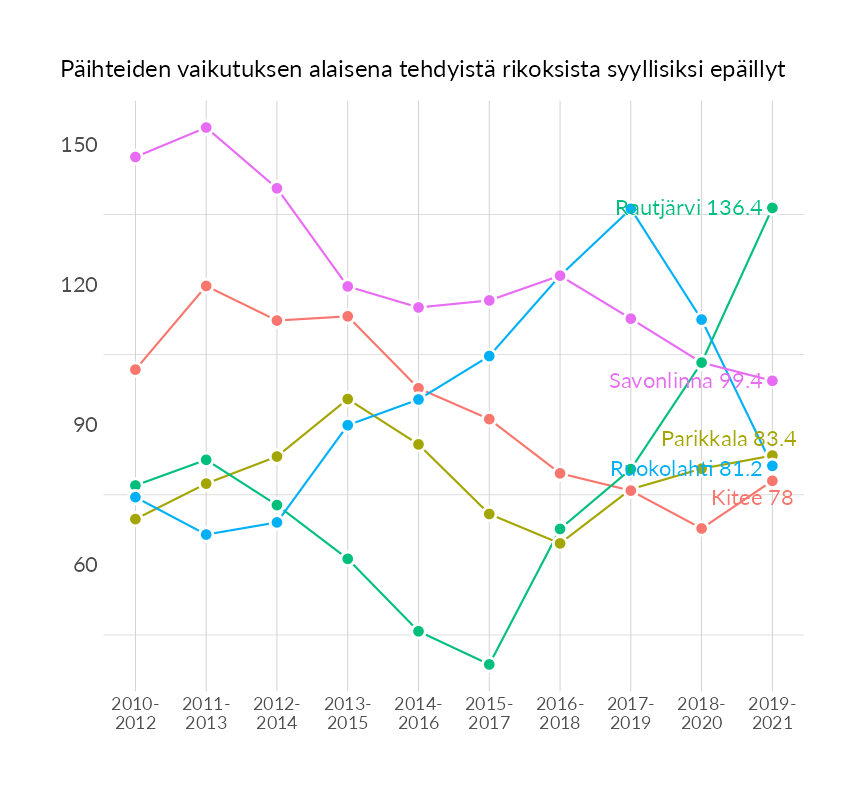 Päihteiden vaikutuksen alaisena tehdyistä rikoksista syyllisiksi epäillyt
150
Rautjärvi 136.4
120
Savonlinna 99.4
90
Parikkala 83.4
Ruokolahti 81.2
Kitee 78
60
2010- 2011- 2012- 2013- 2014- 2015- 2016- 2017- 2018- 2019-
2012 2013 2014 2015 2016 2017 2018 2019 2020 2021